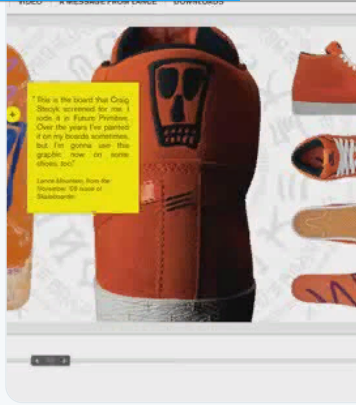 VIDEO A MESSAGE FROM LANCE DOWNLOADS
"This is the board that Craig
Stecyk screened for me. I
rode it in Future Primitive.
Over the years I've painted
it on my boards sometimes,
but I'm gonna use this
graphic now on some
shoes, too."
Lance Mountain, from the
November '09 issue of
Skateboarder